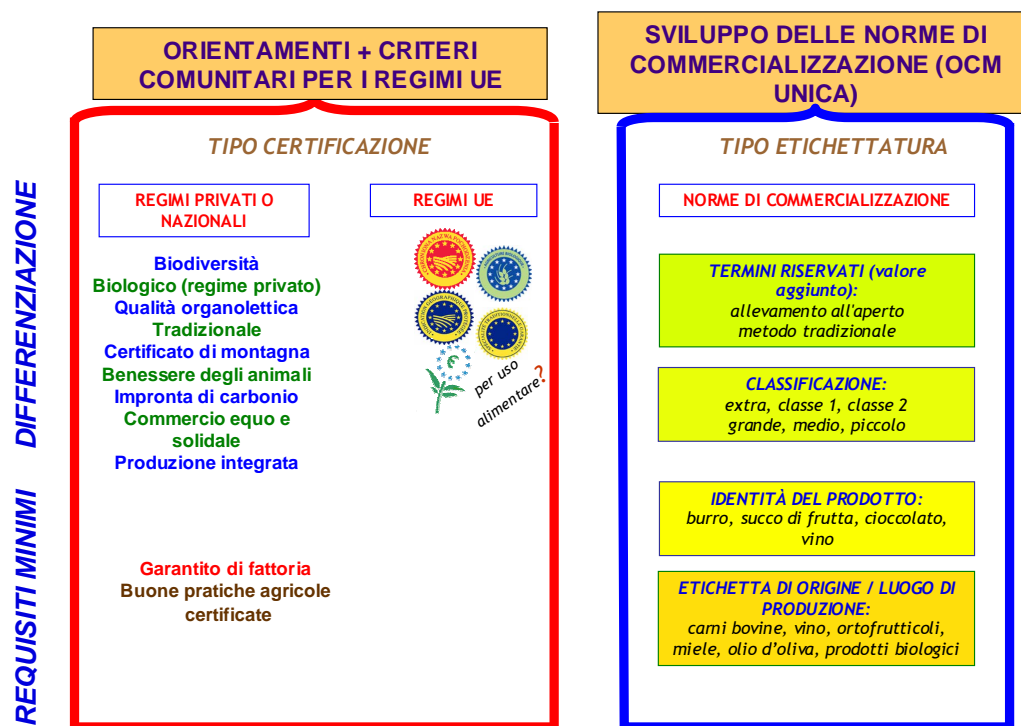 ORIENTAMENTI + CRITERI
COMUNITARI PER I REGIMI UE
SVILUPPO DELLE NORME DI
COMMERCIALIZZAZIONE (OCM
UNICA)
TIPO CERTIFICAZIONE
TIPO ETICHETTATURA
DIFFERENZIAZIONE
REQUISITI MINIMI
REGIMI PRIVATI O
NAZIONALI
REGIMI UE
NORME DI COMMERCIALIZZAZIONE
Biodiversità
Biologico (regime privato)
Qualità organolettica
Tradizionale
Certificato di montagna
Benessere degli animali
Impronta di carbonio
Commercio equo e
solidale
Produzione integrata
Garantito di fattoria
Buone pratiche agricole
certificate
per uso
alimentare?
TERMINI RISERVATI (valore
aggiunto):
allevamento all'aperto
metodo tradizionale
CLASSIFICAZIONE:
extra, classe 1, classe 2
grande, medio, piccolo
IDENTITÀ DEL PRODOTTO:
burro, succo di frutta, cioccolato,
vino
ETICHETTA DI ORIGINE / LUOGO DI
PRODUZIONE:
carni bovine, vino, ortofrutticoli,
miele, olio d'oliva, prodotti biologici